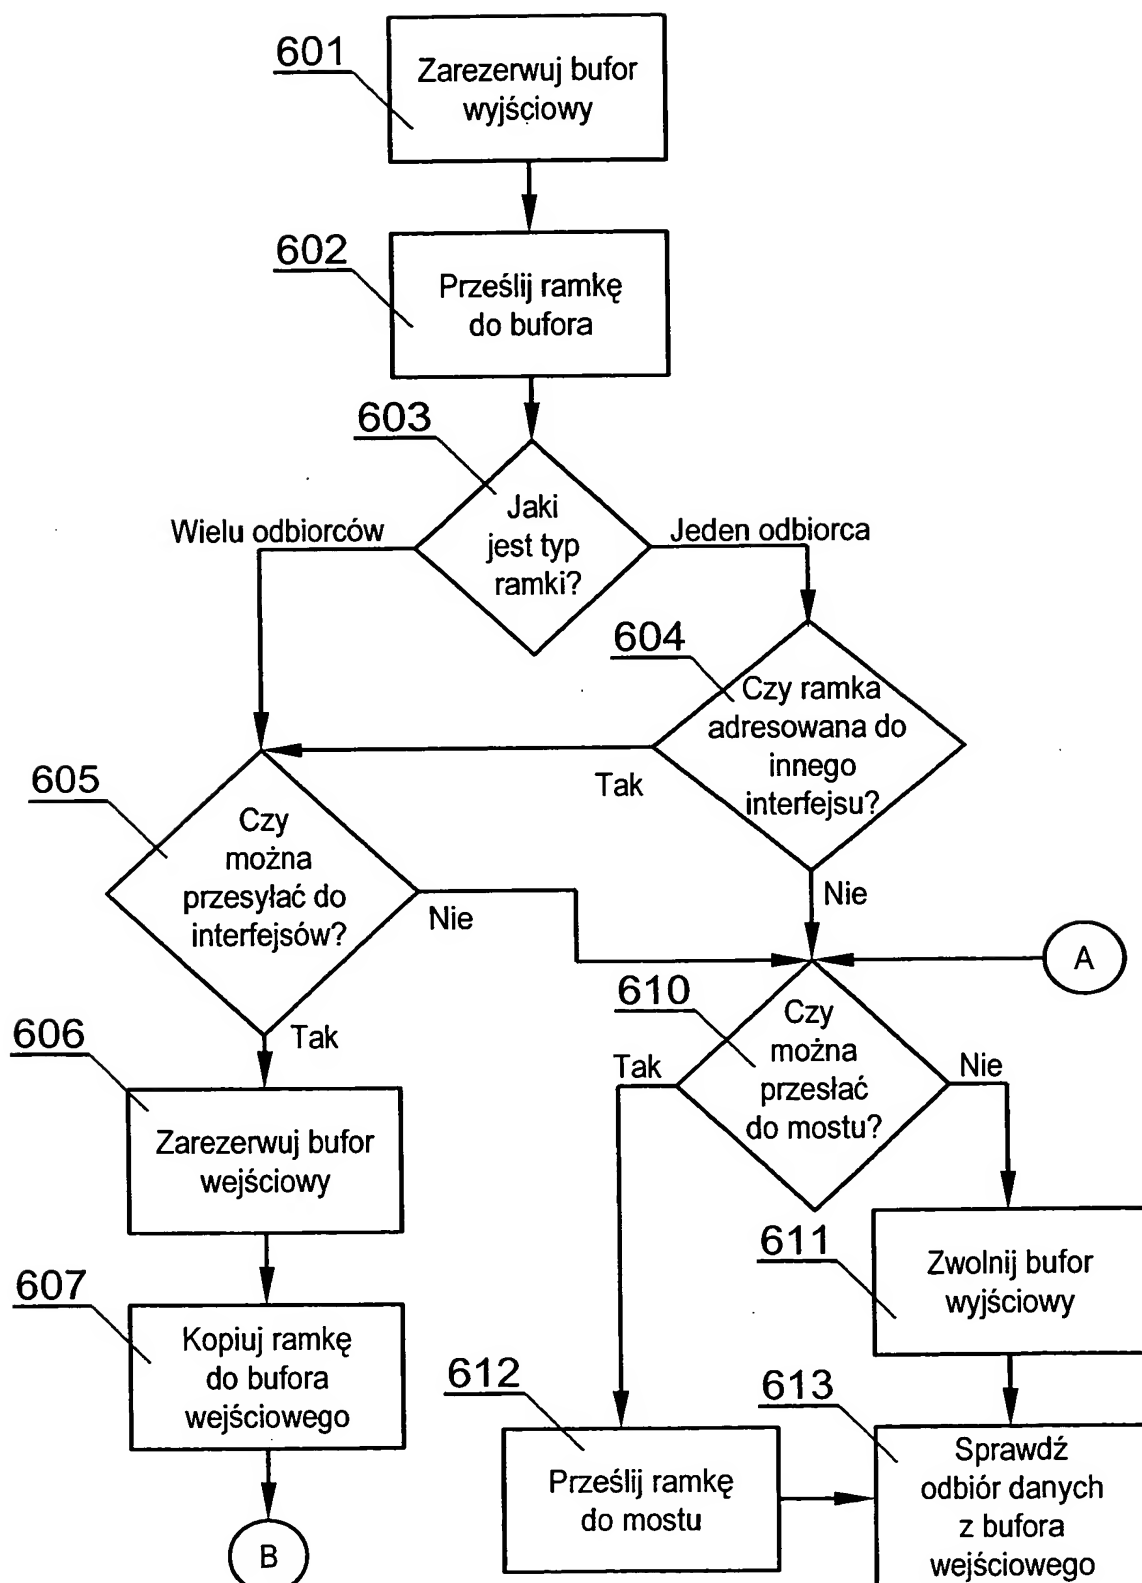 601
Zarezerwuj bufor
wyjściowy
602
Prześlij ramkę
do bufora
603
Jaki
jest typ
ramki?
Wielu odbiorców
Jeden odbiorca
604
Czy ramka
adresowana do
innego
interfejsu?
Tak
Nie
605
Czy
można
przesyłać do
interfejsów?
Nie
Tak
A
610
Czy
można
przesłać
do mostu?
Tak
Nie
606
Zarezerwuj bufor
wejściowy
611
Zwolnij bufor
wyjściowy
607
Kopiuj ramkę
do bufora
wejściowego
612
Prześlij ramkę
do mostu
613
Sprawdź
odbiór danych
z bufora
wejściowego
B